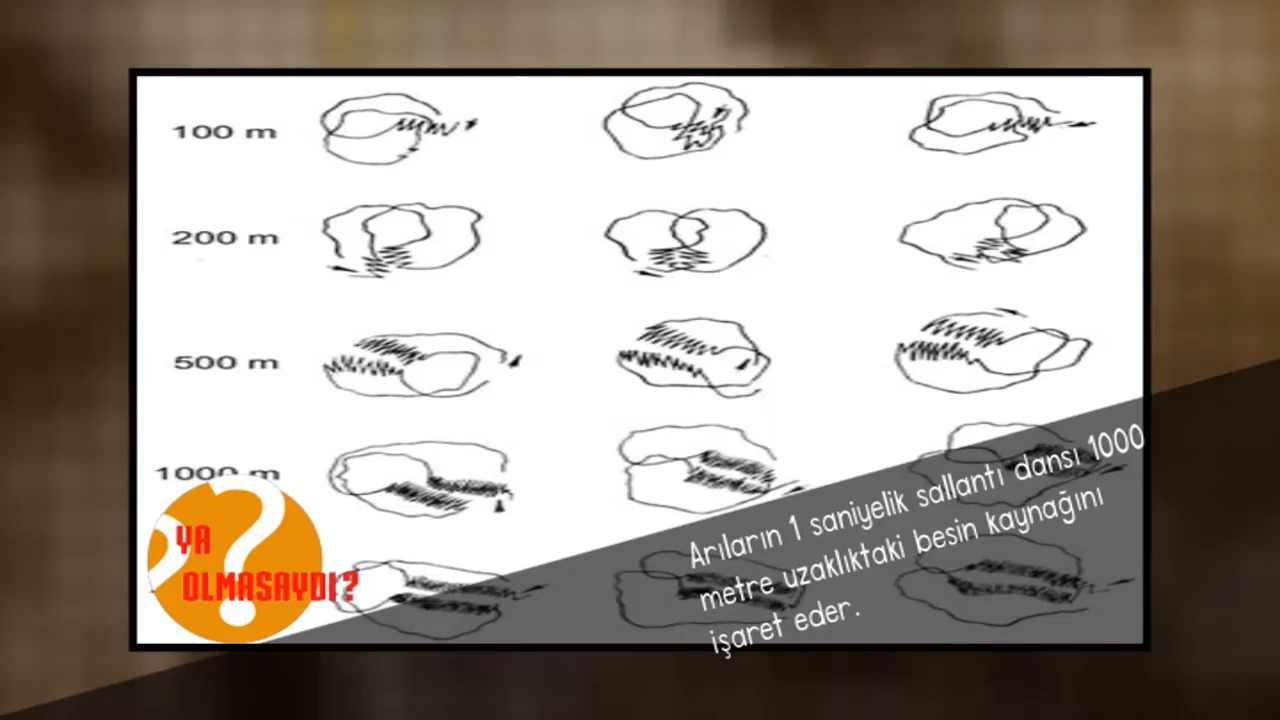 100 m
200 m
500 m
1000 m
YA
OLMASAYDI?
Arıların 1 saniyelik sallantı dansı 1000
metre uzaklıktaki besin kaynağını
işaret eder.